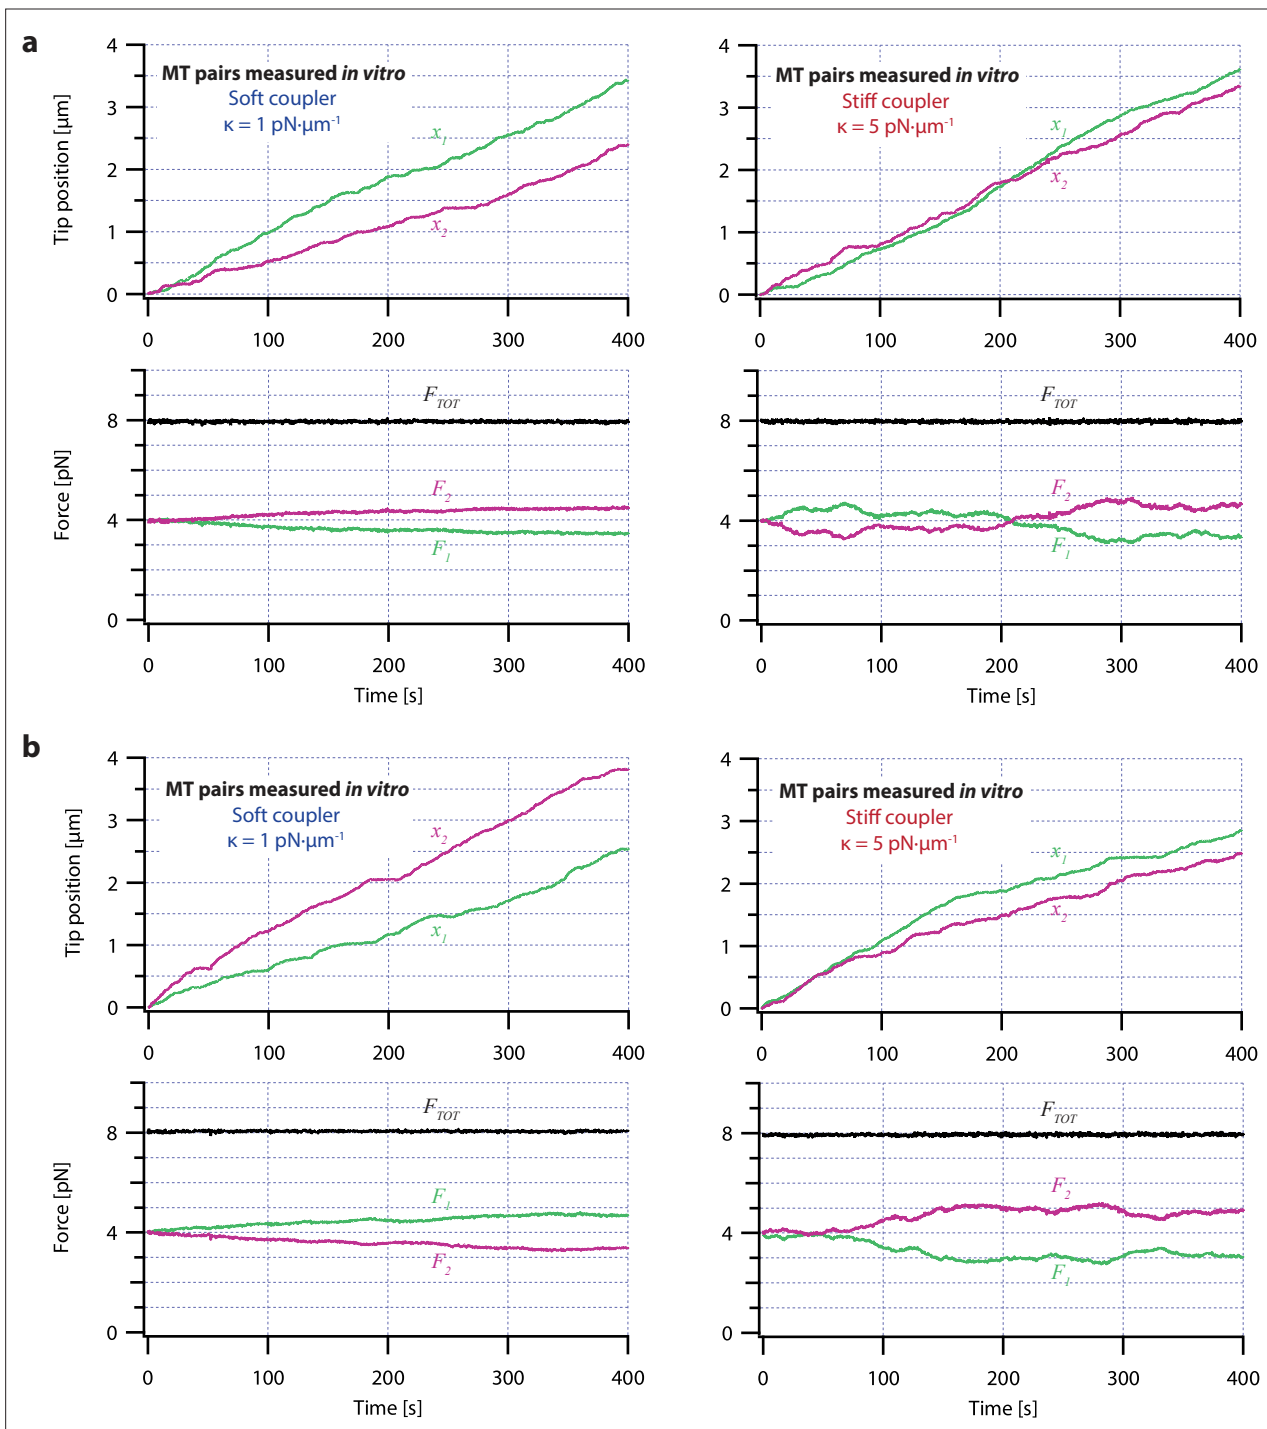 a
MT pairs measured in vitro
Soft coupler
κ = 1 pN·µm⁻¹
x₁
x₂
Tip position [µm]
4
3
2
1
0
0 100 200 300 400
MT pairs measured in vitro
Stiff coupler
κ = 5 pN·µm⁻¹
x₁
x₂
4
3
2
1
0
0 100 200 300 400
F_TOT
F₂
F₁
Force [pN]
8
4
0
0 100 200 300 400
Time [s]
F_TOT
F₂
F₁
8
4
0
0 100 200 300 400
Time [s]
b
MT pairs measured in vitro
Soft coupler
κ = 1 pN·µm⁻¹
x₂
x₁
Tip position [µm]
4
3
2
1
0
0 100 200 300 400
MT pairs measured in vitro
Stiff coupler
κ = 5 pN·µm⁻¹
x₁
x₂
4
3
2
1
0
0 100 200 300 400
F_TOT
F₁
F₂
Force [pN]
8
4
0
0 100 200 300 400
Time [s]
F_TOT
F₂
F₁
8
4
0
0 100 200 300 400
Time [s]